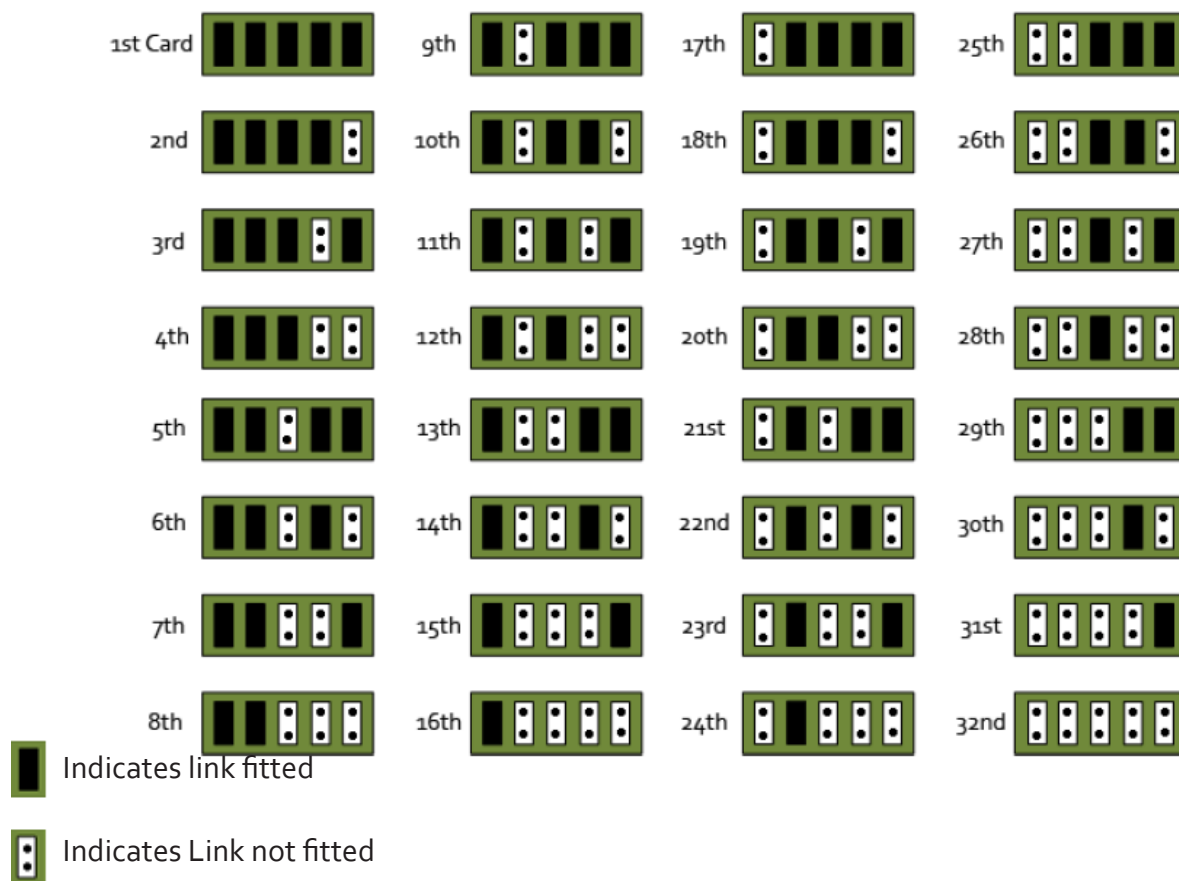 1st Card 9th 17th 25th
2nd 10th 18th 26th
3rd 11th 19th 27th
4th 12th 20th 28th
5th 13th 21st 29th
6th 14th 22nd 30th
7th 15th 23rd 31st
8th 16th 24th 32nd
Indicates link fitted
Indicates Link not fitted